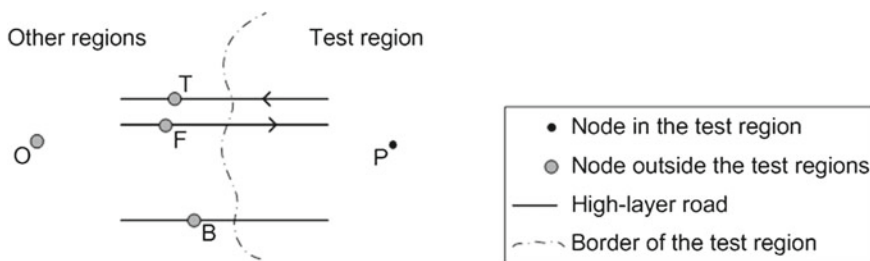 Other regions
Test region
T
F
O
P
B
Node in the test region
Node outside the test regions
High-layer road
Border of the test region